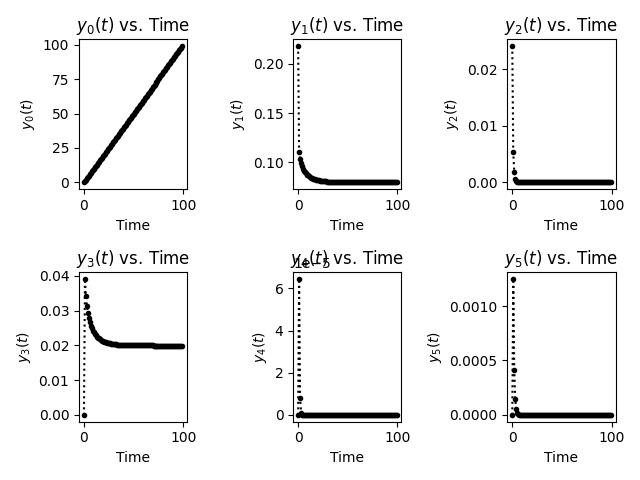 y₀(t) vs. Time
y₁(t) vs. Time
y₂(t) vs. Time
y₀(t)
100
75
50
25
0
0
100
Time
y₁(t)
0.20
0.15
0.10
0
100
Time
y₂(t)
0.02
0.01
0.00
0
100
Time
y₃(t) vs. Time
y₄(t) vs. Time
y₅(t) vs. Time
y₃(t)
0.04
0.03
0.02
0.01
0.00
0
100
Time
1e−5
y₄(t)
6
4
2
0
0
100
Time
y₅(t)
0.0010
0.0005
0.0000
0
100
Time